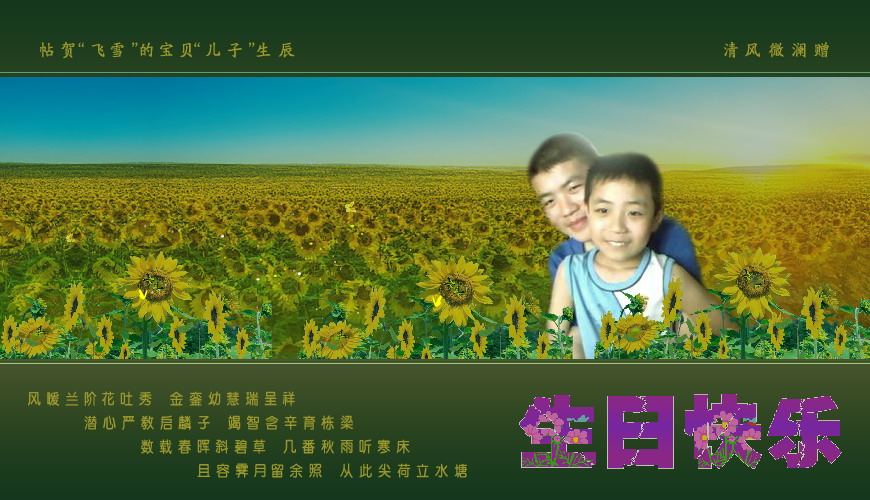 帖贺“飞雪”的宝贝“儿子”生辰
清风微澜赠
风暖兰阶花吐秀 金銮幼慧瑞呈祥
潜心严教启麟子 竭智含辛育栋梁
数载春晖斜碧草 几番秋雨听寒床
且容霁月留余照 从此尖荷立水塘
生日快乐